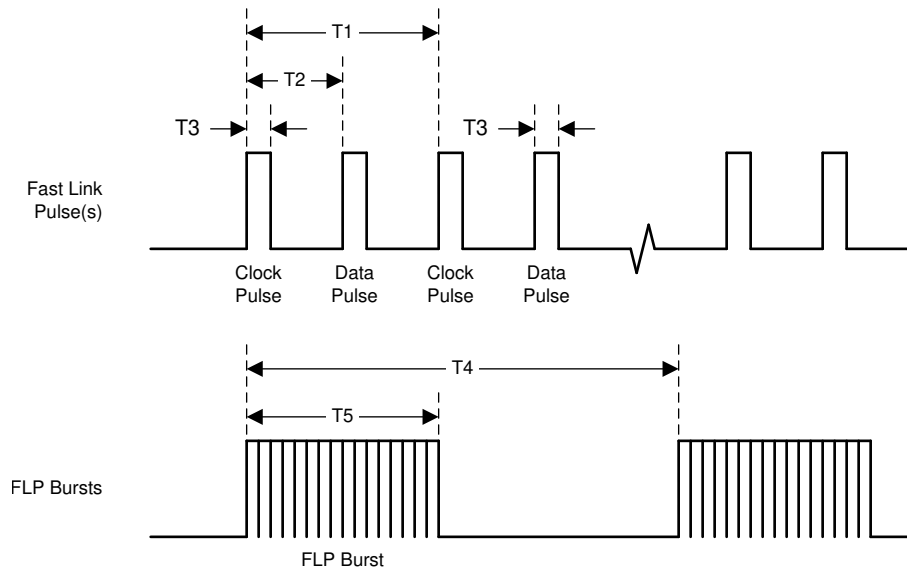 T1
T2
T3
T3
Fast Link
Pulse(s)
Clock
Pulse
Data
Pulse
Clock
Pulse
Data
Pulse
T4
T5
FLP Bursts
FLP Burst